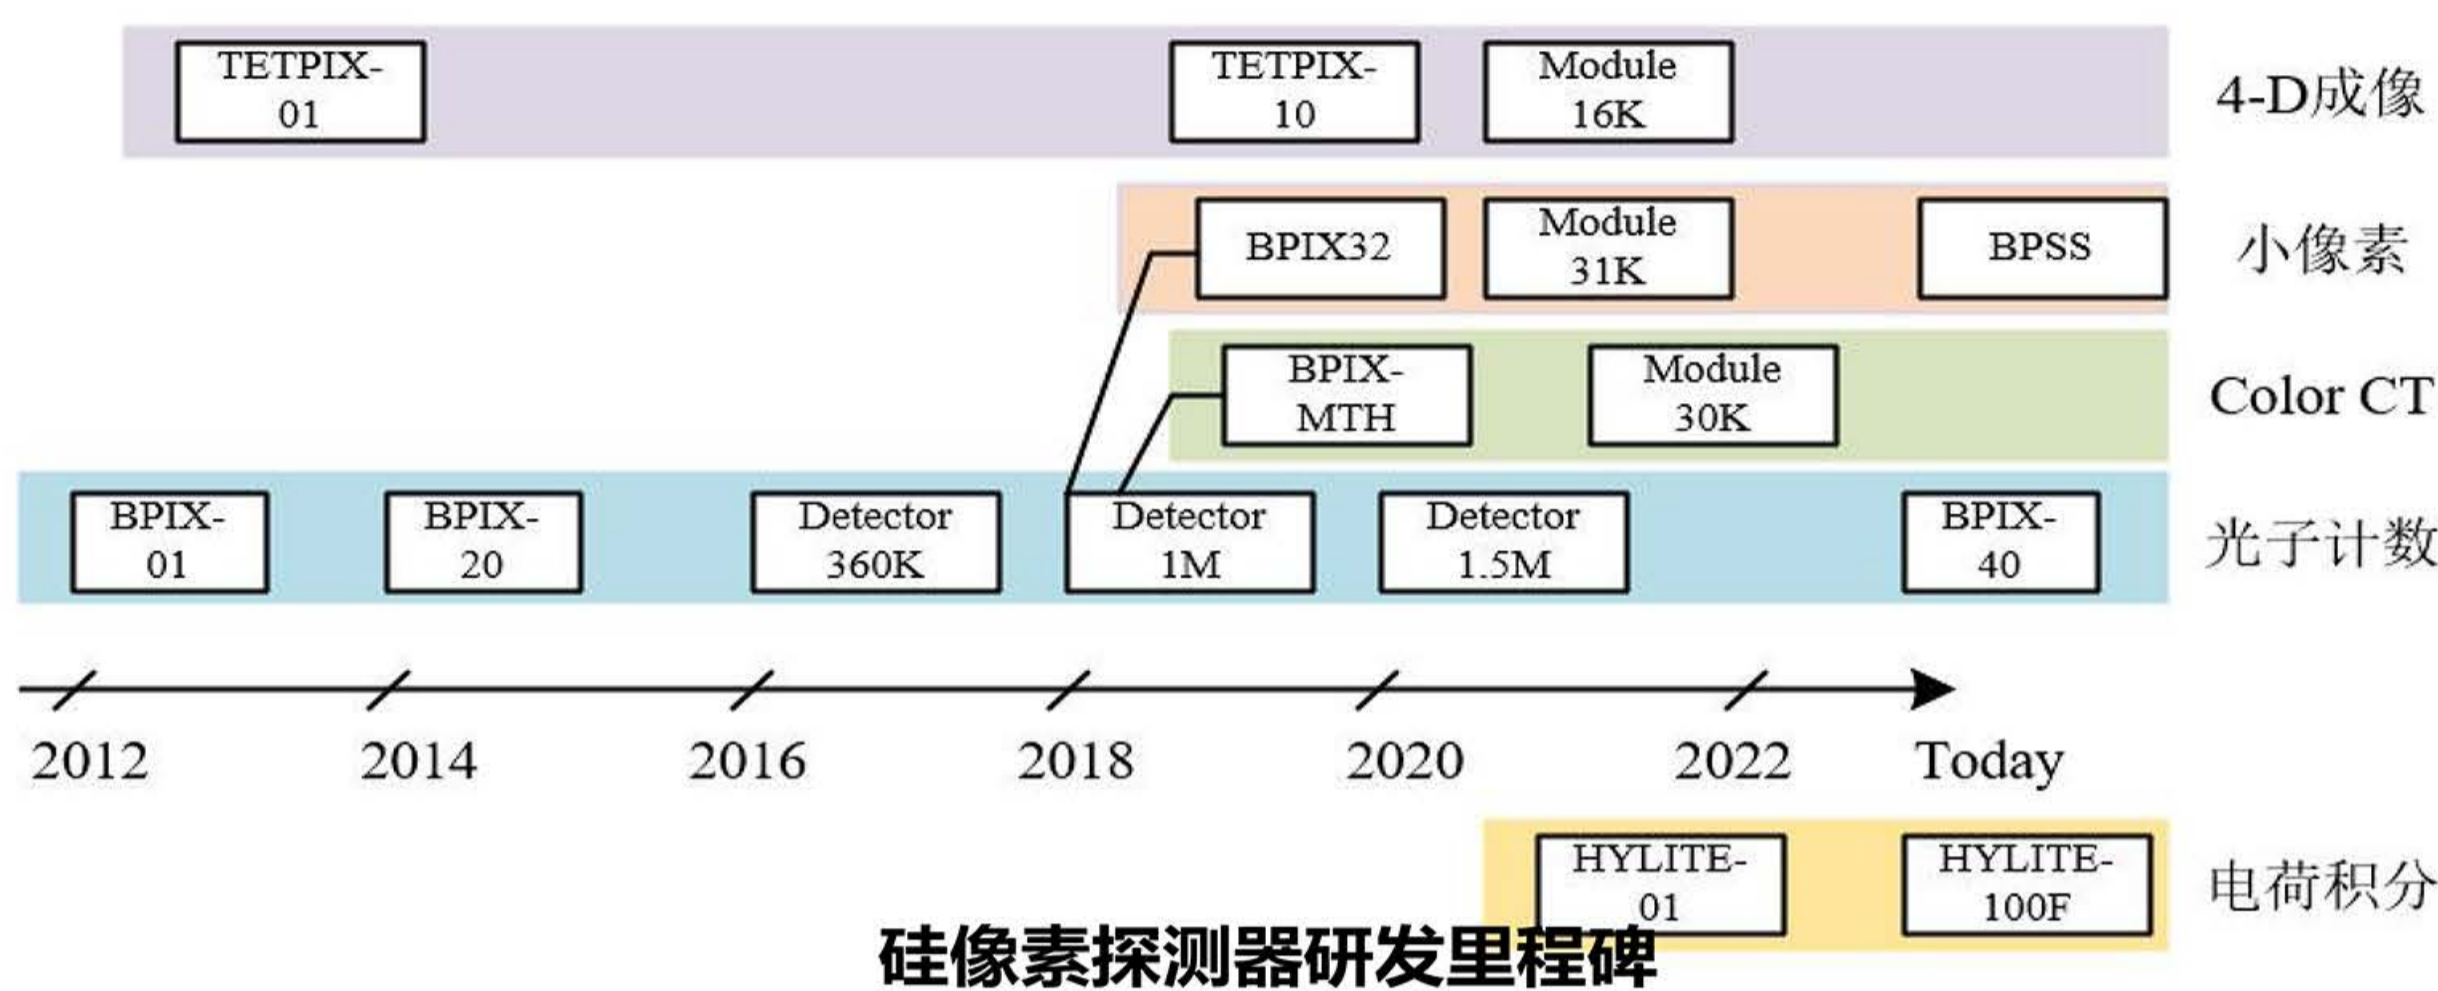 TETPIX-
01
TETPIX-
10
Module
16K
4-D成像
BPIX32
Module
31K
BPSS
小像素
BPIX-
MTH
Module
30K
Color CT
BPIX-
01
BPIX-
20
Detector
360K
Detector
1M
Detector
1.5M
BPIX-
40
光子计数
2012
2014
2016
2018
2020
2022
Today
HYLITE-
01
HYLITE-
100F
电荷积分
硅像素探测器研发里程碑